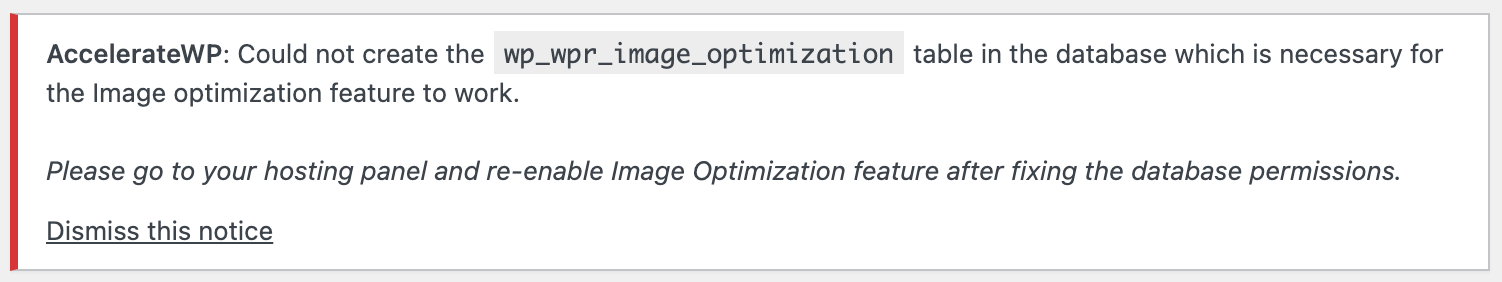 AccelerateWP: Could not create the wp_wpr_image_optimization table in the database which is necessary for
the Image optimization feature to work.
Please go to your hosting panel and re-enable Image Optimization feature after fixing the database permissions.
Dismiss this notice